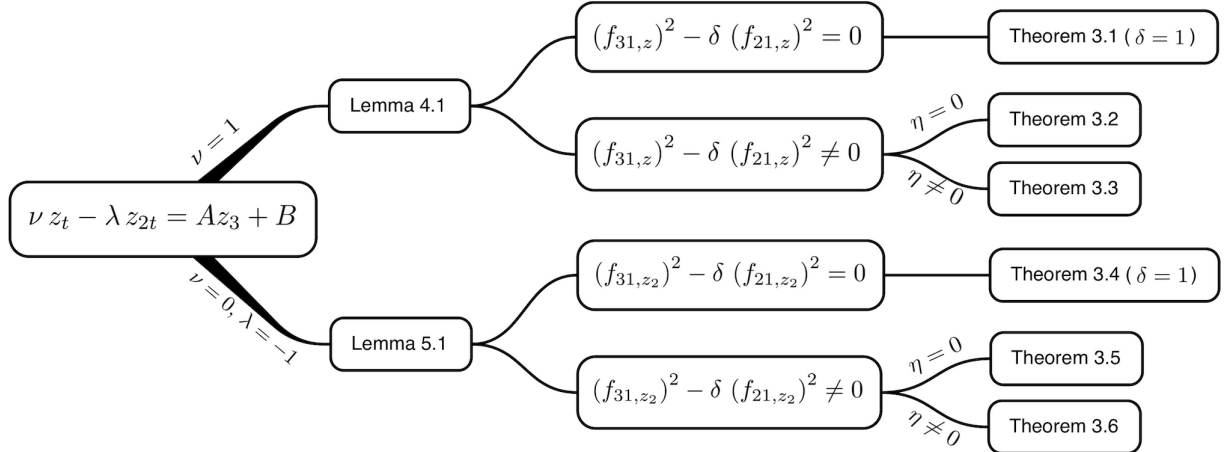 (f_{31,z})^2 − δ (f_{21,z})^2 = 0
Theorem 3.1 (δ = 1)
Lemma 4.1
ν = 1
(f_{31,z})^2 − δ (f_{21,z})^2 ≠ 0
η = 0
Theorem 3.2
η ≠ 0
Theorem 3.3
ν z_t − λ z_{2t} = Az_3 + B
ν = 0, λ = −1
Lemma 5.1
(f_{31,z_2})^2 − δ (f_{21,z_2})^2 = 0
Theorem 3.4 (δ = 1)
(f_{31,z_2})^2 − δ (f_{21,z_2})^2 ≠ 0
η = 0
Theorem 3.5
η ≠ 0
Theorem 3.6